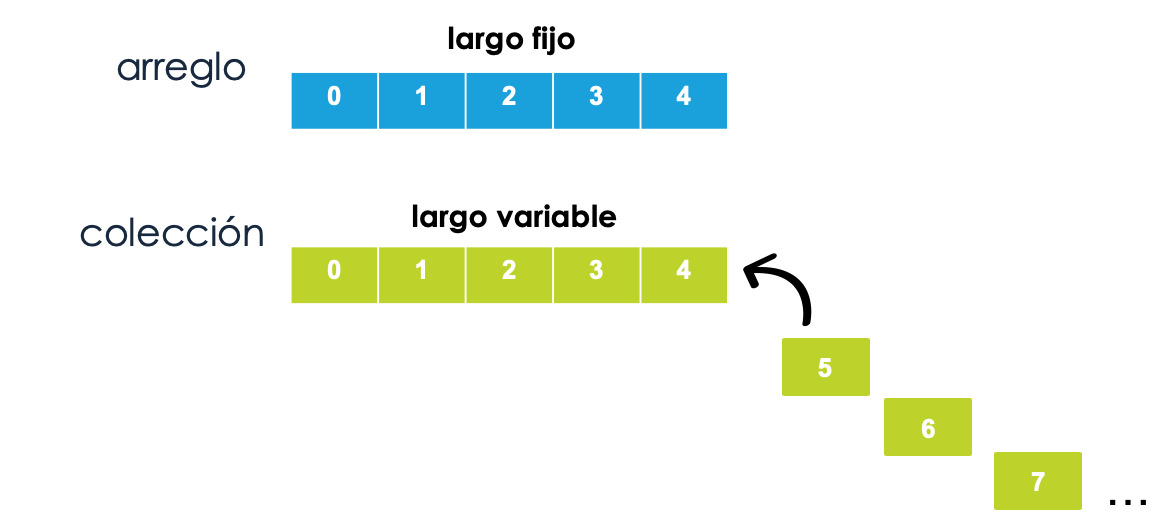 largo fijo
arreglo
0 1 2 3 4
largo variable
colección
0 1 2 3 4
5
6
7
...